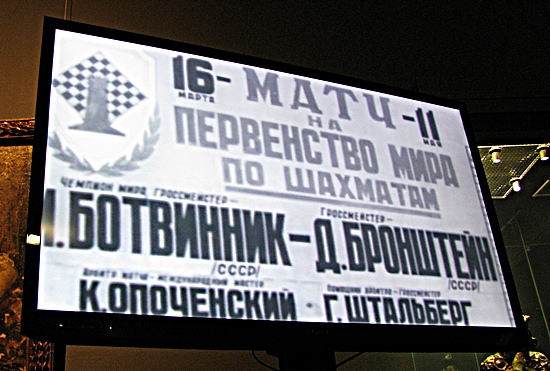 16 МАРТА - МАТЧ - 11 МАЯ
НА
ПЕРВЕНСТВО МИРА
ПО ШАХМАТАМ
ЧЕМПИОН МИРА, ГРОССМЕЙСТЕР - ГРОССМЕЙСТЕР -
М. БОТВИННИК - Д. БРОНШТЕЙН
/СССР/ /СССР/
АРБИТР МАТЧА - МЕЖДУНАРОДНЫЙ МАСТЕР ПОМОЩНИК АРБИТРА - ГРОССМЕЙСТЕР
К. ОПОЧЕНСКИЙ - Г. ШТАЛЬБЕРГ